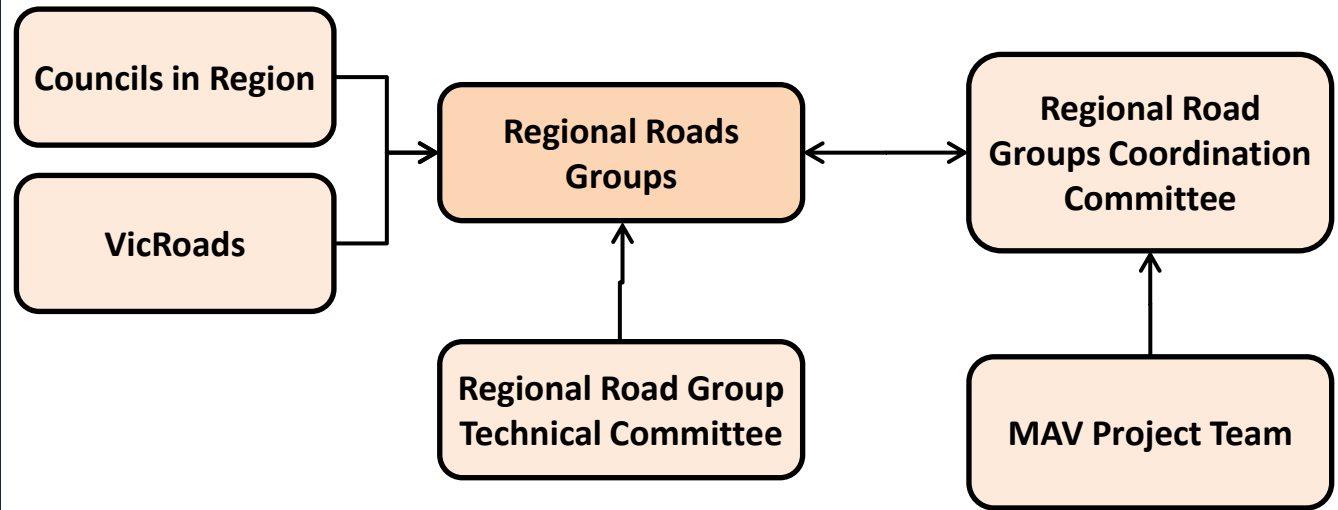 Councils in Region
VicRoads
Regional Roads
Groups
Regional Road Group
Technical Committee
Regional Road
Groups Coordination
Committee
MAV Project Team